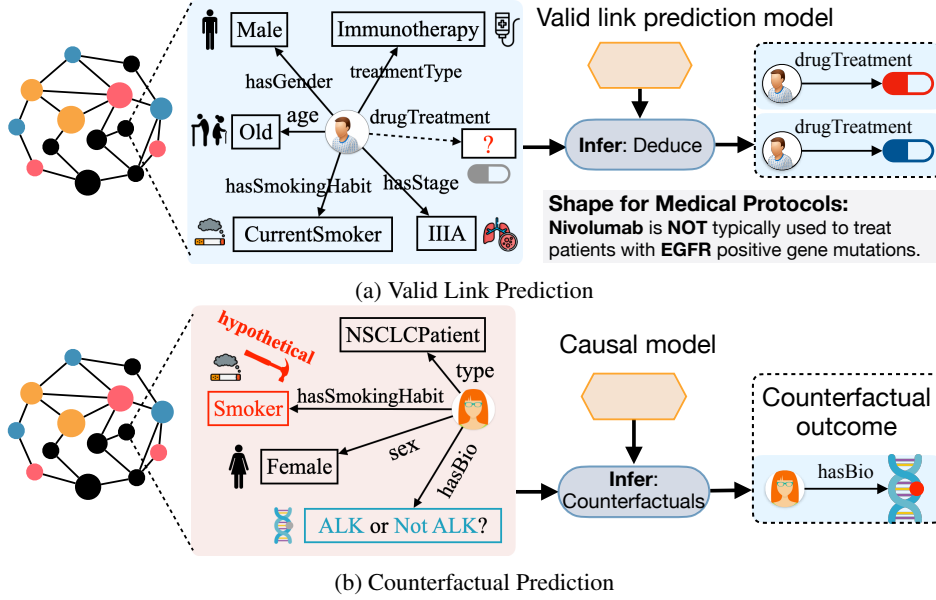 Male
Immunotherapy
Valid link prediction model
hasGender
treatmentType
drugTreatment
age
drugTreatment
Old
?
Infer: Deduce
drugTreatment
hasSmokingHabit
hasStage
CurrentSmoker
IIIA
Shape for Medical Protocols:
Nivolumab is NOT typically used to treat
patients with EGFR positive gene mutations.
(a) Valid Link Prediction
hypothetical
NSCLCPatient
Causal model
type
hasSmokingHabit
Smoker
Counterfactual
outcome
sex
Female
hasBio
Infer:
Counterfactuals
hasBio
ALK or Not ALK?
(b) Counterfactual Prediction